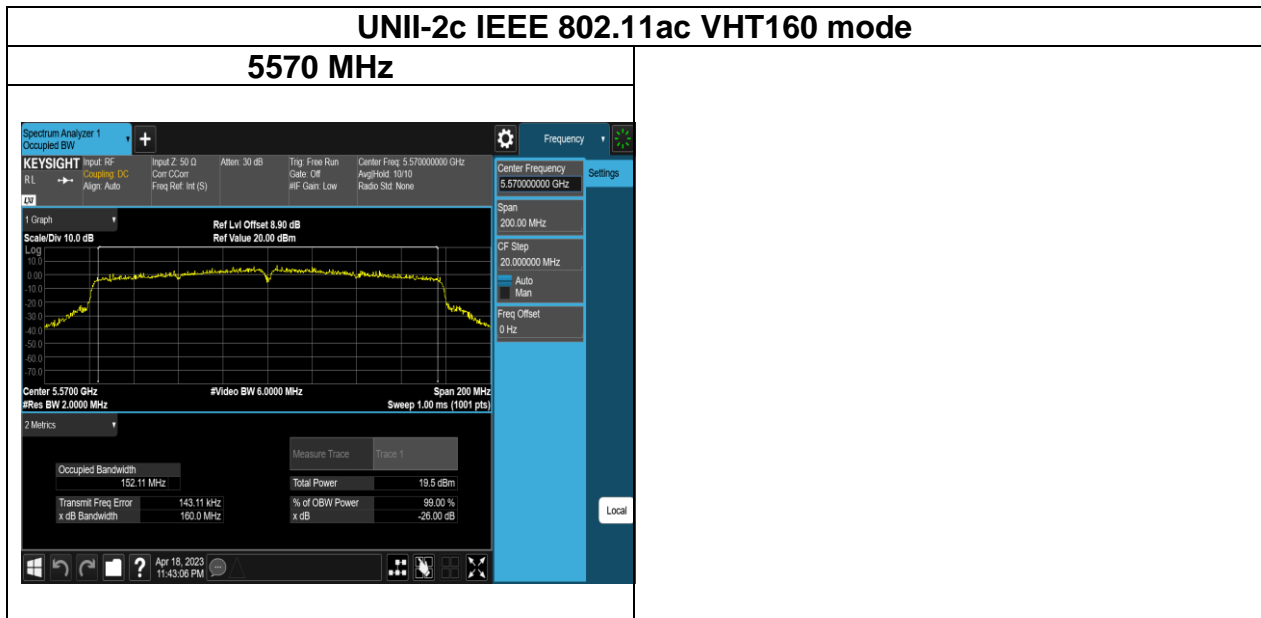 UNII-2c IEEE 802.11ac VHT160 mode
5570 MHz
Spectrum Analyzer 1
Occupied BW
+
Frequency
KEYSIGHT
RL
Input: RF
Coupling: DC
Align: Auto
Input Z: 50 Ω
Corr CCorr
Freq Ref: Int (S)
Atten: 30 dB
Trig: Free Run
Gate: Off
#IF Gain: Low
Center Freq: 5.570000000 GHz
Avg|Hold: 10/10
Radio Std: None
LXI
Center Frequency
5.570000000 GHz
Settings
Span
200.00 MHz
CF Step
20.000000 MHz
Auto
Man
Freq Offset
0 Hz
1 Graph
Scale/Div 10.0 dB
Ref Lvl Offset 8.90 dB
Ref Value 20.00 dBm
Log
10.0
0.00
-10.0
-20.0
-30.0
-40.0
-50.0
-60.0
-70.0
Center 5.5700 GHz
#Res BW 2.0000 MHz
#Video BW 6.0000 MHz
Span 200 MHz
Sweep 1.00 ms (1001 pts)
2 Metrics
Measure Trace
Trace 1
Occupied Bandwidth
152.11 MHz
Total Power
19.5 dBm
Transmit Freq Error
143.11 kHz
% of OBW Power
99.00 %
x dB Bandwidth
160.0 MHz
x dB
-26.00 dB
Local
?
Apr 18, 2023
11:43:06 PM